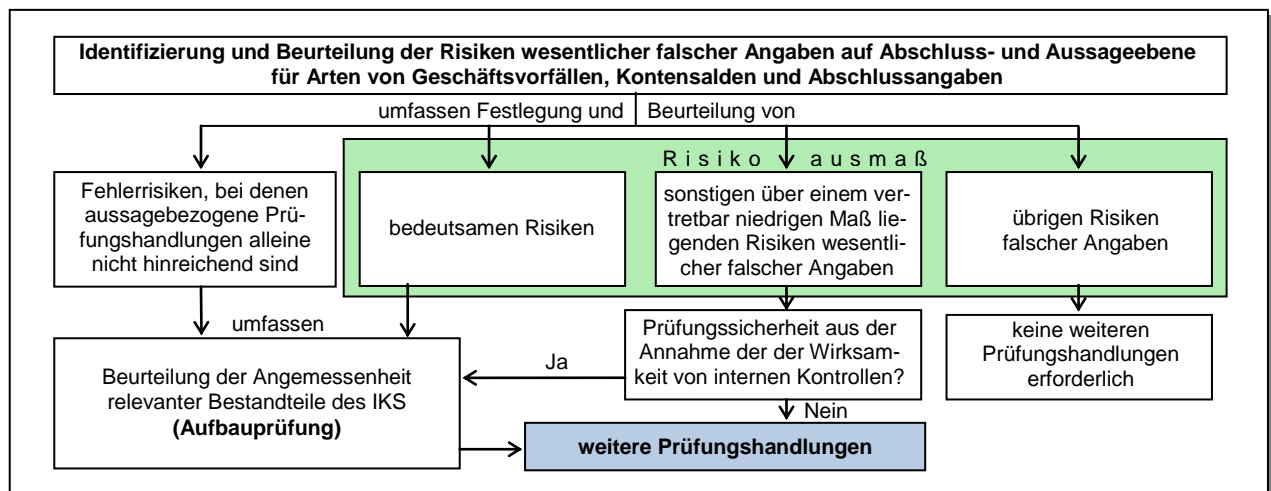 Identifizierung und Beurteilung der Risiken wesentlicher falscher Angaben auf Abschluss- und Aussageebene
für Arten von Geschäftsvorfällen, Kontensalden und Abschlussangaben
umfassen Festlegung und Beurteilung von
Risikoausmaß
Fehlerrisiken, bei denen
aussagebezogene Prü-
fungshandlungen alleine
nicht hinreichend sind
bedeutsamen Risiken
sonstigen über einem ver-
tretbar niedrigen Maß lie-
genden Risiken wesentli-
cher falscher Angaben
übrigen Risiken
falscher Angaben
umfassen
Beurteilung der Angemessenheit
relevanter Bestandteile des IKS
(Aufbauprüfung)
Ja
Prüfungssicherheit aus der
Annahme der der Wirksam-
keit von internen Kontrollen?
keine weiteren
Prüfungshandlungen
erforderlich
Nein
weitere Prüfungshandlungen